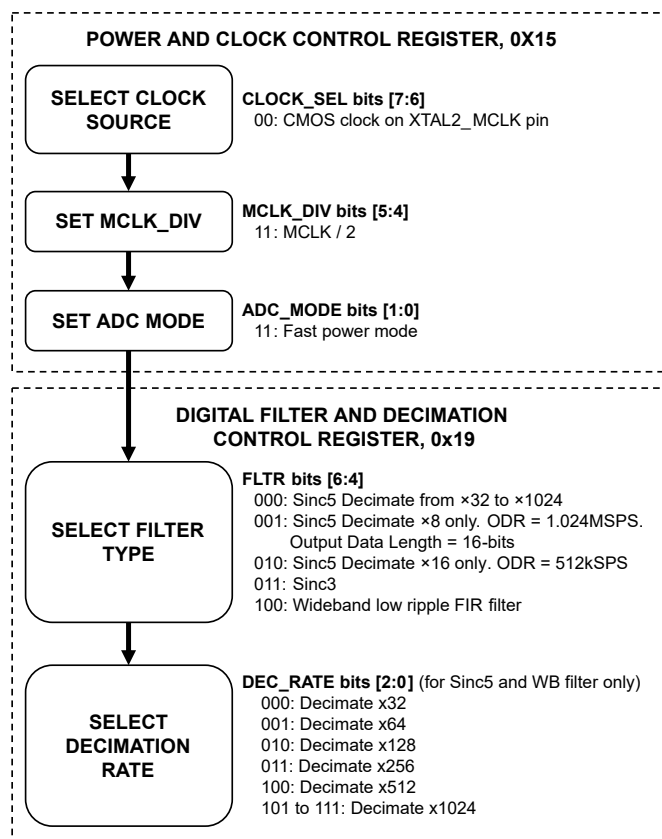 POWER AND CLOCK CONTROL REGISTER, 0X15
SELECT CLOCK
SOURCE
CLOCK_SEL bits [7:6]
00: CMOS clock on XTAL2_MCLK pin
SET MCLK_DIV
MCLK_DIV bits [5:4]
11: MCLK / 2
SET ADC MODE
ADC_MODE bits [1:0]
11: Fast power mode
DIGITAL FILTER AND DECIMATION
CONTROL REGISTER, 0x19
SELECT FILTER
TYPE
FLTR bits [6:4]
000: Sinc5 Decimate from ×32 to ×1024
001: Sinc5 Decimate ×8 only. ODR = 1.024MSPS.
Output Data Length = 16-bits
010: Sinc5 Decimate ×16 only. ODR = 512kSPS
011: Sinc3
100: Wideband low ripple FIR filter
SELECT
DECIMATION
RATE
DEC_RATE bits [2:0] (for Sinc5 and WB filter only)
000: Decimate x32
001: Decimate x64
010: Decimate x128
011: Decimate x256
100: Decimate x512
101 to 111: Decimate x1024